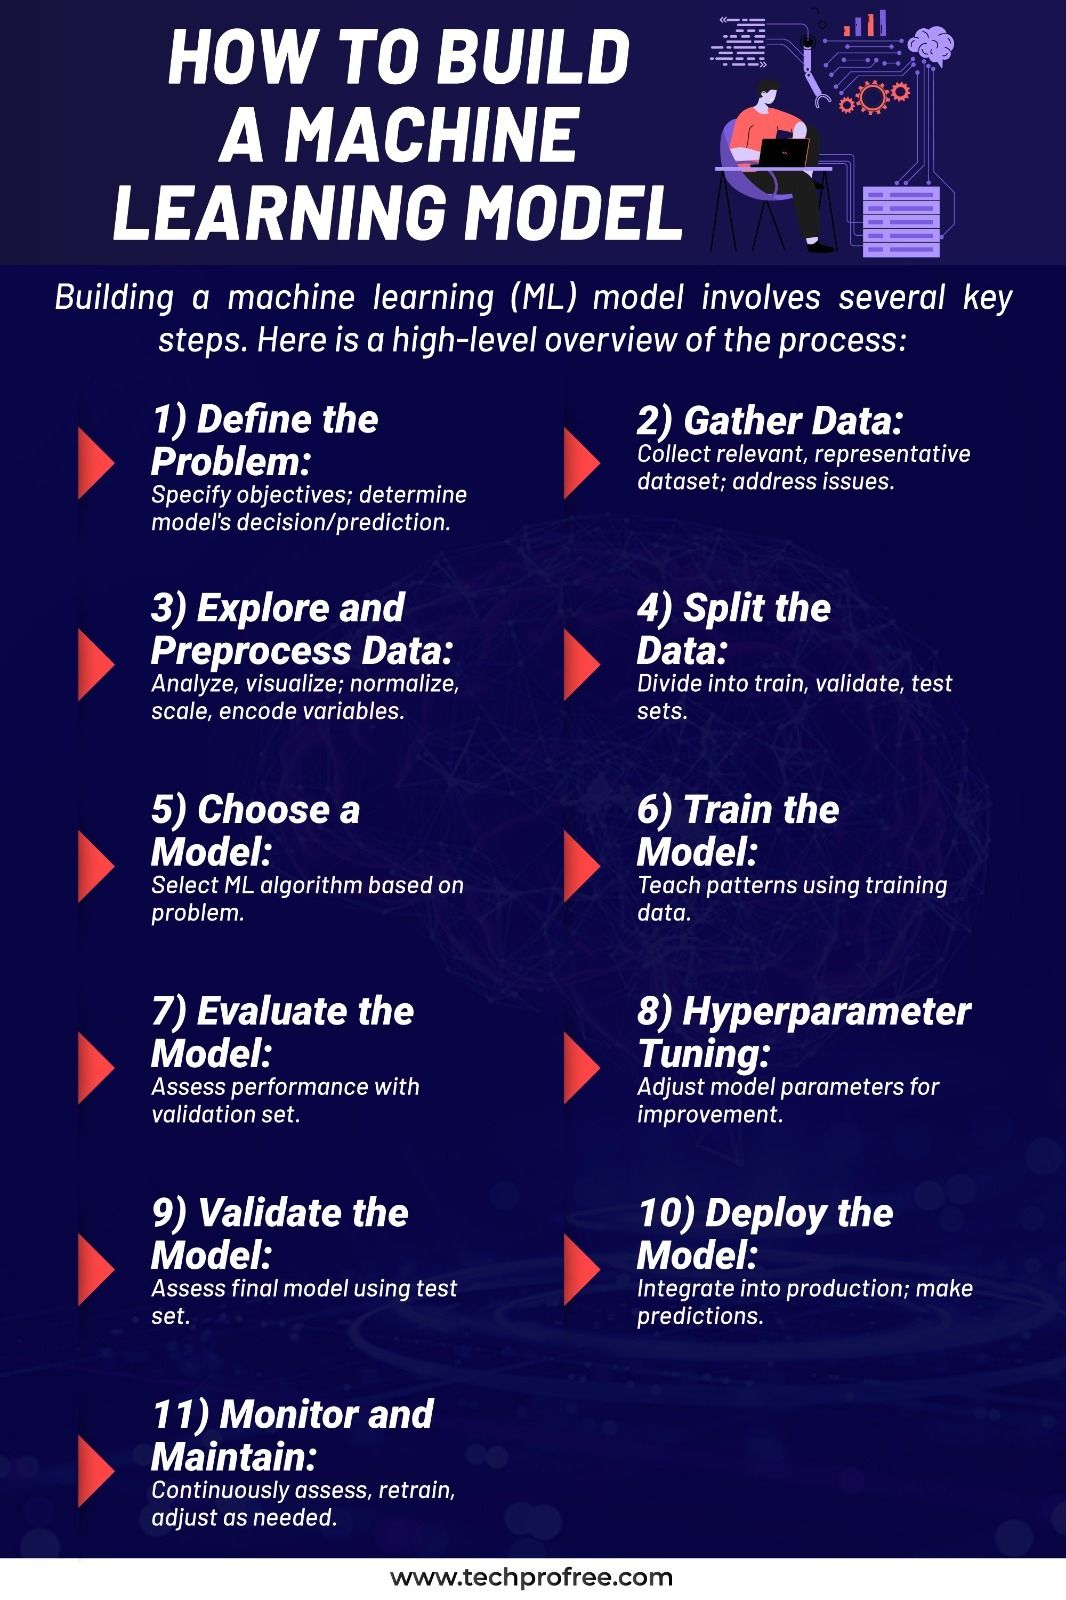 HOW TO BUILD
A MACHINE
LEARNING MODEL
Building a machine learning (ML) model involves several key
steps. Here is a high-level overview of the process:
1) Define the
Problem:
Specify objectives; determine
model's decision/prediction.
2) Gather Data:
Collect relevant, representative
dataset; address issues.
3) Explore and
Preprocess Data:
Analyze, visualize; normalize,
scale, encode variables.
4) Split the
Data:
Divide into train, validate, test
sets.
5) Choose a
Model:
Select ML algorithm based on
problem.
6) Train the
Model:
Teach patterns using training
data.
7) Evaluate the
Model:
Assess performance with
validation set.
8) Hyperparameter
Tuning:
Adjust model parameters for
improvement.
9) Validate the
Model:
Assess final model using test
set.
10) Deploy the
Model:
Integrate into production; make
predictions.
11) Monitor and
Maintain:
Continuously assess, retrain,
adjust as needed.
www.techprofree.com